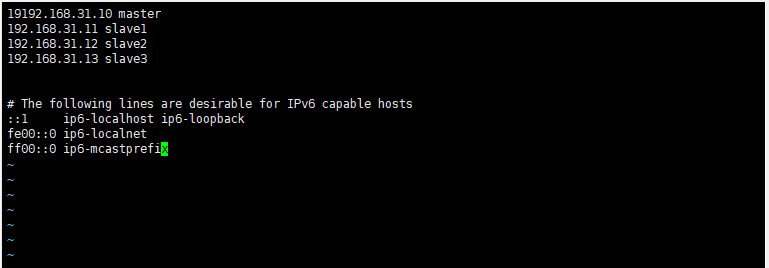 19192.168.31.10 master
192.168.31.11 slave1
192.168.31.12 slave2
192.168.31.13 slave3
# The following lines are desirable for IPv6 capable hosts
::1     ip6-localhost ip6-loopback
fe00::0 ip6-localnet
ff00::0 ip6-mcastprefix
~
~
~
~
~
~
~